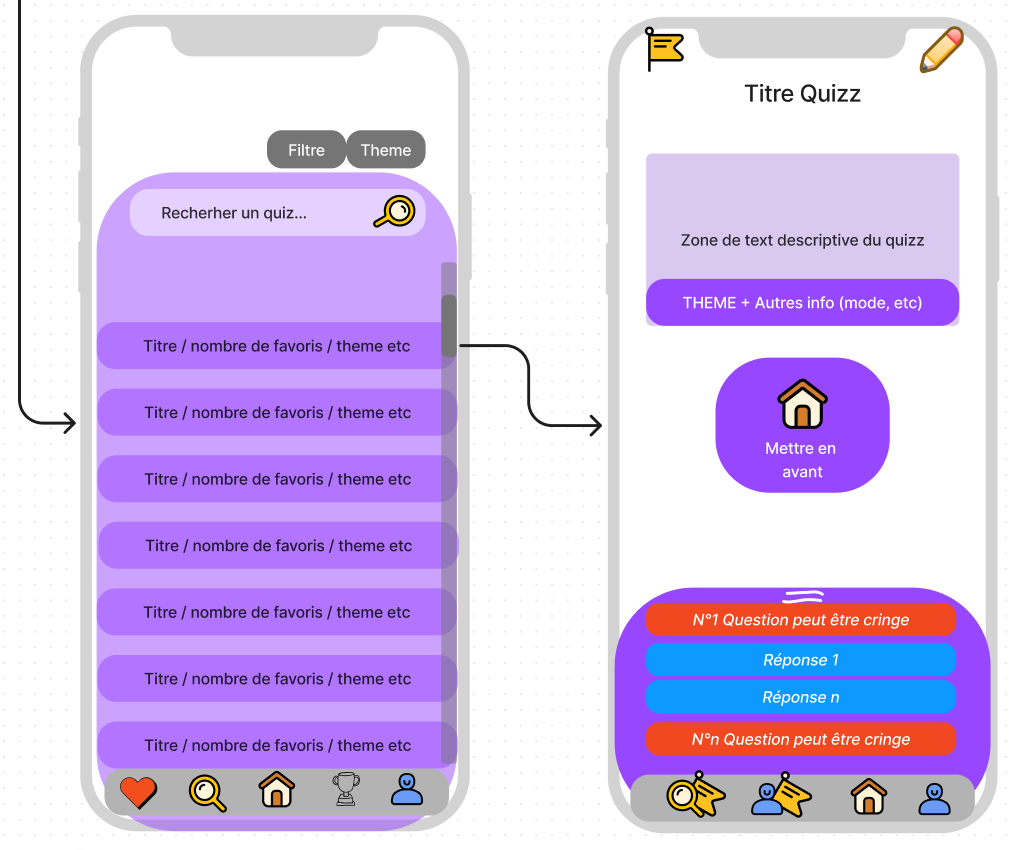 Filtre
Theme
Recherher un quiz...
Titre / nombre de favoris / theme etc
Titre / nombre de favoris / theme etc
Titre / nombre de favoris / theme etc
Titre / nombre de favoris / theme etc
Titre / nombre de favoris / theme etc
Titre / nombre de favoris / theme etc
Titre / nombre de favoris / theme etc
Titre Quizz
Zone de text descriptive du quizz
THEME + Autres info (mode, etc)
Mettre en
avant
N°1 Question peut être cringe
Réponse 1
Réponse n
N°n Question peut être cringe